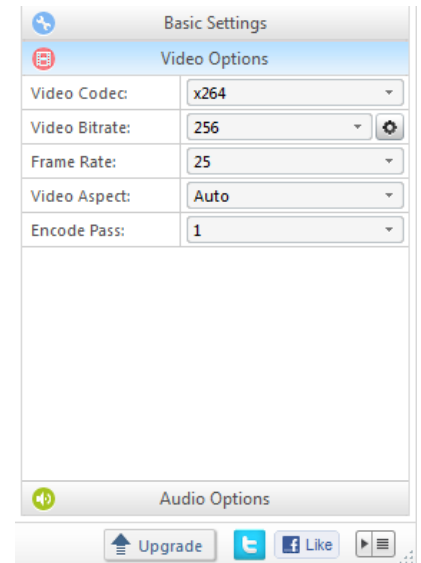 Basic Settings
Video Options
Video Codec: x264
Video Bitrate: 256
Frame Rate: 25
Video Aspect: Auto
Encode Pass: 1
Audio Options
Upgrade t f Like